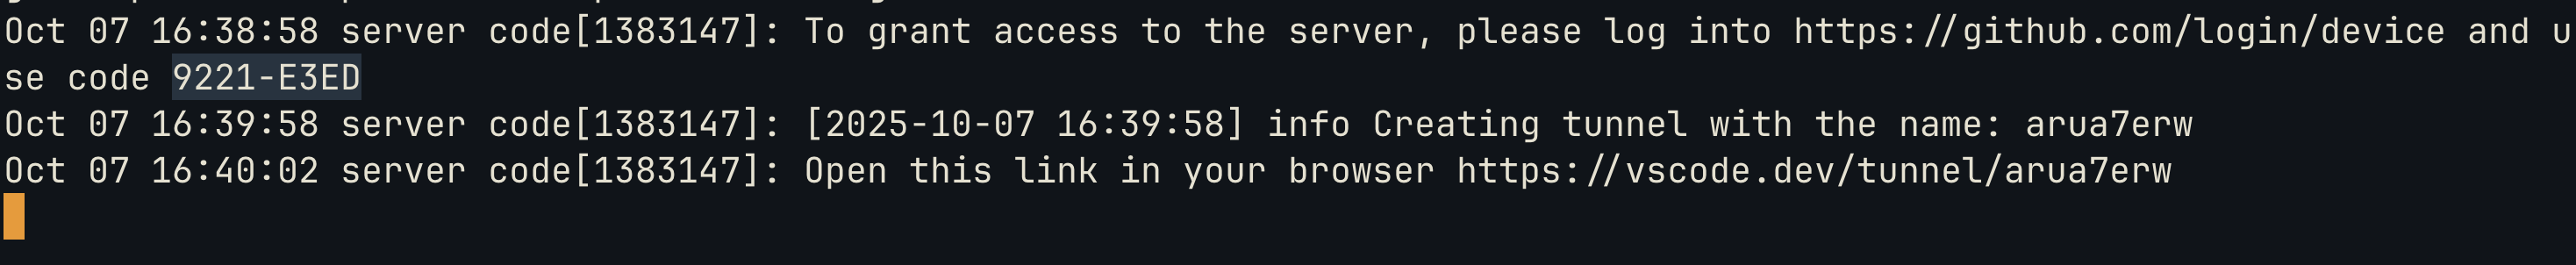 Oct 07 16:38:58 server code[1383147]: To grant access to the server, please log into https://github.com/login/device and u
se code 9221-E3ED
Oct 07 16:39:58 server code[1383147]: [2025-10-07 16:39:58] info Creating tunnel with the name: arua7erw
Oct 07 16:40:02 server code[1383147]: Open this link in your browser https://vscode.dev/tunnel/arua7erw